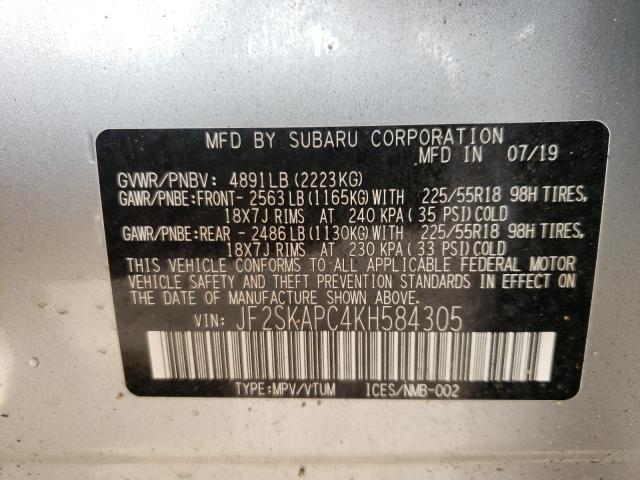 MFD BY SUBARU CORPORATION
MFD IN 07/19
GVWR/PNBV: 4891LB (2223KG)
GAWR/PNBE:FRONT- 2563LB(1165KG)WITH 225/55R18 98H TIRES,
18X7J RIMS AT 240 KPA(35 PSI)COLD
GAWR/PNBE:REAR - 2486LB(1130KG)WITH 225/55R18 98H TIRES,
18X7J RIMS AT 230 KPA(33 PSI)COLD
THIS VEHICLE CONFORMS TO ALL APPLICABLE FEDERAL MOTOR
VEHICLE SAFETY AND THEFT PREVENTION STANDARDS IN EFFECT ON
THE DATE OF MANUFACTURE SHOWN ABOVE.
VIN: JF2SKAPC4KH584305
TYPE:MPV/VTUM ICES/NMB-002